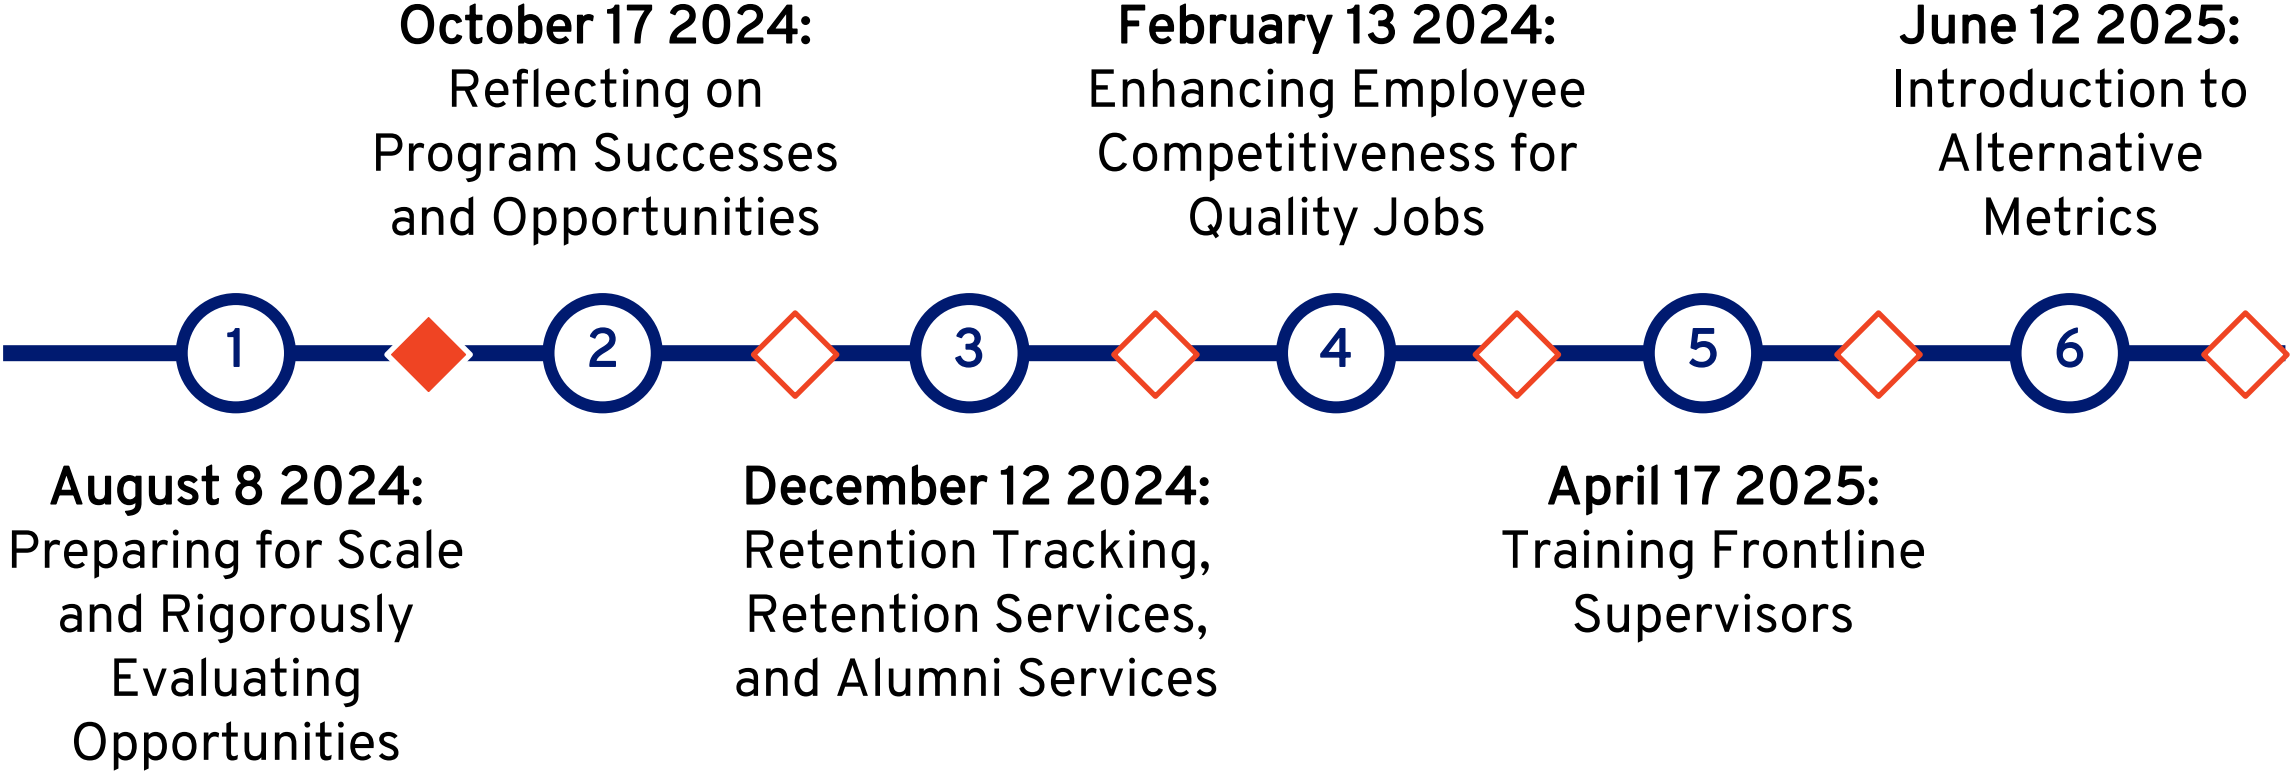 October 17 2024:
Reflecting on
Program Successes
and Opportunities
February 13 2024:
Enhancing Employee
Competitiveness for
Quality Jobs
June 12 2025:
Introduction to
Alternative
Metrics
1
2
3
4
5
6
August 8 2024:
Preparing for Scale
and Rigorously
Evaluating
Opportunities
December 12 2024:
Retention Tracking,
Retention Services,
and Alumni Services
April 17 2025:
Training Frontline
Supervisors